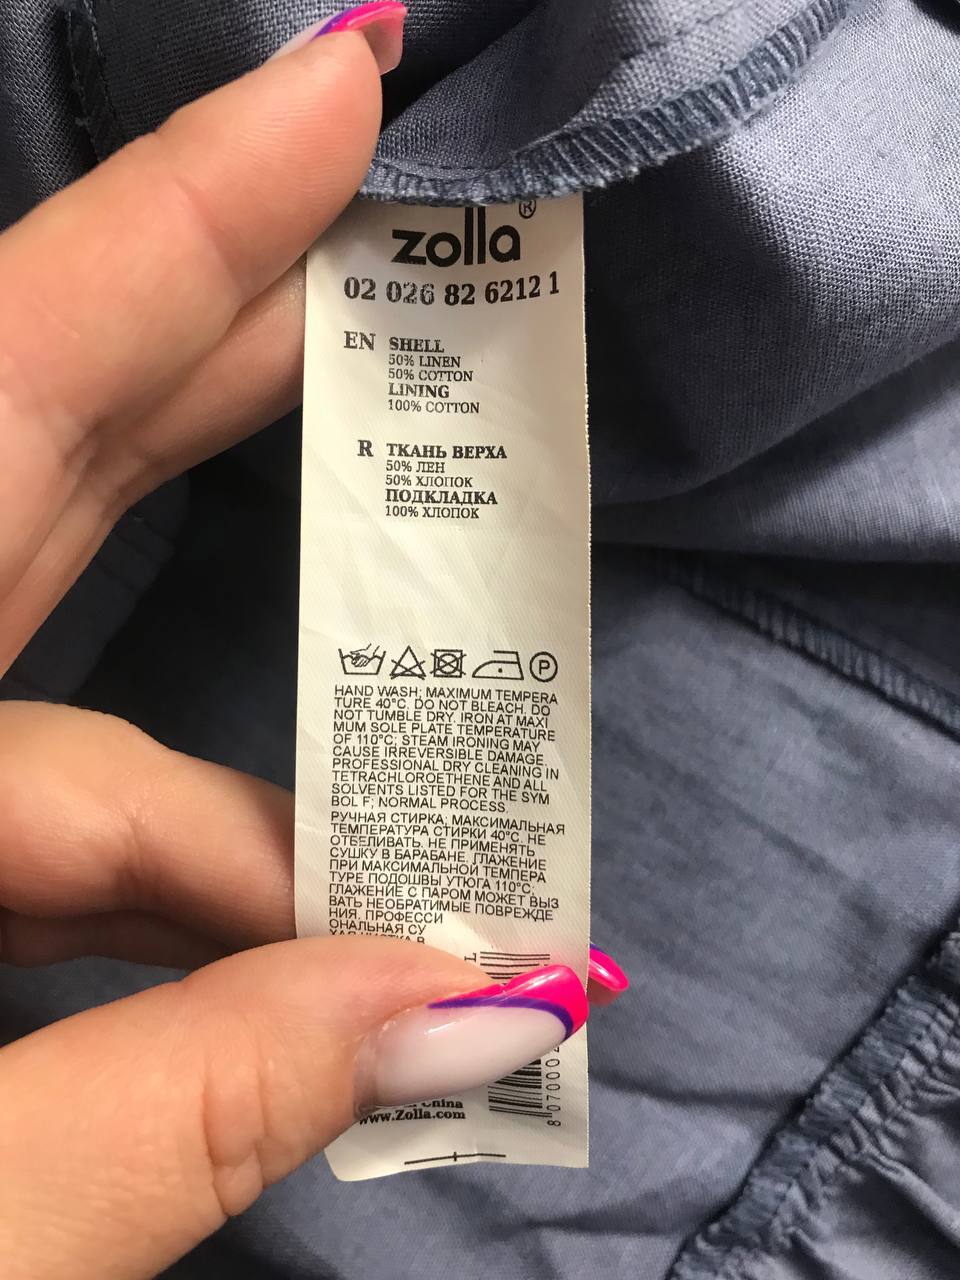 zolla®
02 026 82 6212 1
EN SHELL
50% LINEN
50% COTTON
LINING
100% COTTON
R ТКАНЬ ВЕРХА
50% ЛЕН
50% ХЛОПОК
ПОДКЛАДКА
100% ХЛОПОК
P
HAND WASH; MAXIMUM TEMPERA
TURE 40°C. DO NOT BLEACH. DO
NOT TUMBLE DRY. IRON AT MAXI
MUM SOLE PLATE TEMPERATURE
OF 110°C; STEAM IRONING MAY
CAUSE IRREVERSIBLE DAMAGE.
PROFESSIONAL DRY CLEANING IN
TETRACHLOROETHENE AND ALL
SOLVENTS LISTED FOR THE SYM
BOL F; NORMAL PROCESS.
РУЧНАЯ СТИРКА; МАКСИМАЛЬНАЯ
ТЕМПЕРАТУРА СТИРКИ 40°C. НЕ
ОТБЕЛИВАТЬ. НЕ ПРИМЕНЯТЬ
СУШКУ В БАРАБАНЕ. ГЛАЖЕНИЕ
ПРИ МАКСИМАЛЬНОЙ ТЕМПЕРА
ТУРЕ ПОДОШВЫ УТЮГА 110°C;
ГЛАЖЕНИЕ С ПАРОМ МОЖЕТ ВЫЗ
ВАТЬ НЕОБРАТИМЫЕ ПОВРЕЖДЕ
НИЯ. ПРОФЕССИ
ОНАЛЬНАЯ СУ
ХАЯ ЧИСТКА В
L
8 070004
China
www.Zolla.com